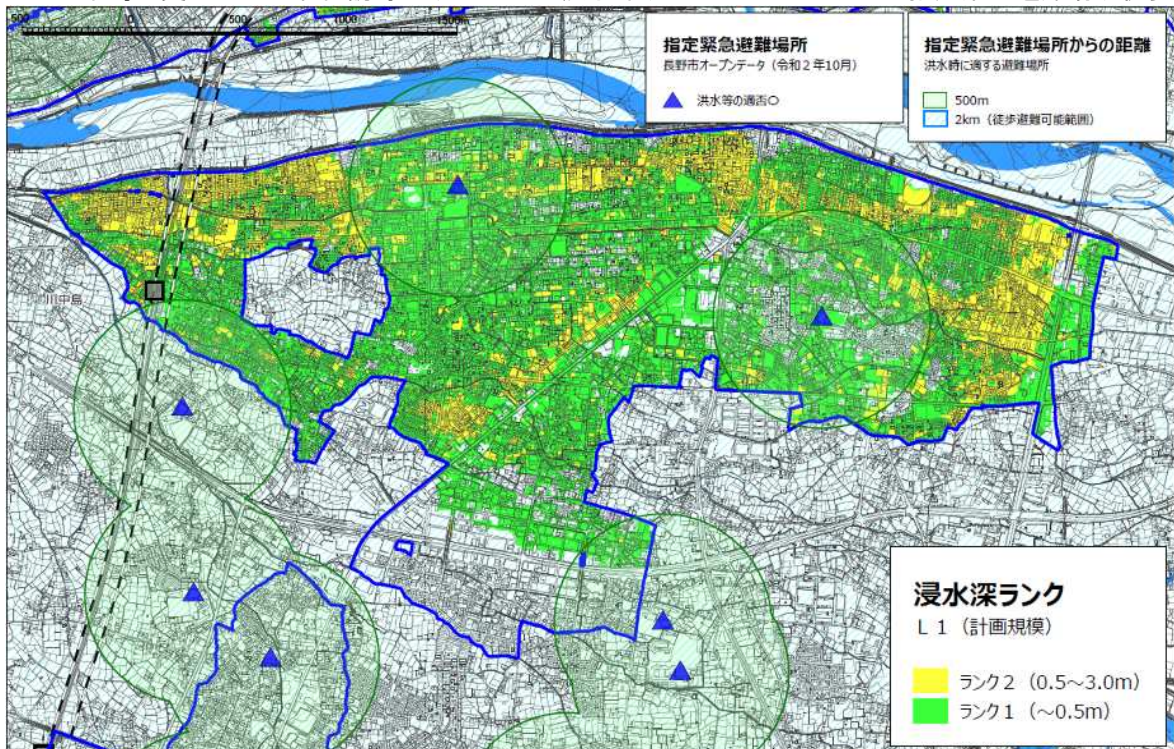 500
0
500
1000
1500m
指定緊急避難場所
長野市オープンデータ（令和２年10月）
洪水等の適否〇
指定緊急避難場所からの距離
洪水時に適する避難場所
500m
2km（徒歩避難可能範囲）
川中島
浸水深ランク
Ｌ１（計画規模）
ランク２（0.5～3.0m）
ランク１（～0.5m）